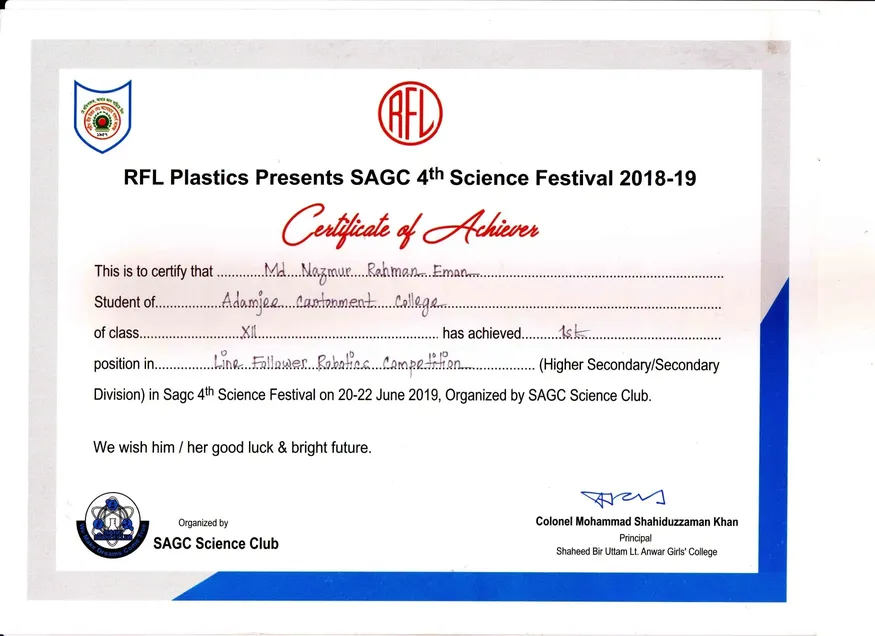 RFL
RFL Plastics Presents SAGC 4th Science Festival 2018-19
Certificate of Achiever
This is to certify that ............Md. Nazmur Rahman Eman............
Student of............Adamjee Cantonment College............
of class............XII............ has achieved............1st............
position in............Line Follower Robotics Competition............ (Higher Secondary/Secondary
Division) in Sagc 4th Science Festival on 20-22 June 2019, Organized by SAGC Science Club.
We wish him / her good luck & bright future.
Organized by
SAGC Science Club
Colonel Mohammad Shahiduzzaman Khan
Principal
Shaheed Bir Uttam Lt. Anwar Girls' College